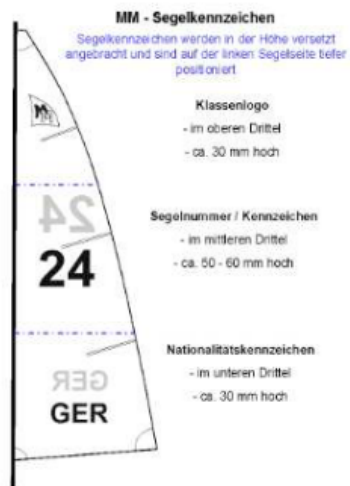 MM - Segelkennzeichen
Segelkennzeichen werden in der Höhe versetzt
angebracht und sind auf der linken Segelseite tiefer
positioniert
Klassenlogo
- im oberen Drittel
- ca. 30 mm hoch
24
Segelnummer / Kennzeichen
- im mittleren Drittel
24
- ca. 50 - 60 mm hoch
Nationalitätskennzeichen
- im unteren Drittel
GER
- ca. 30 mm hoch
GER